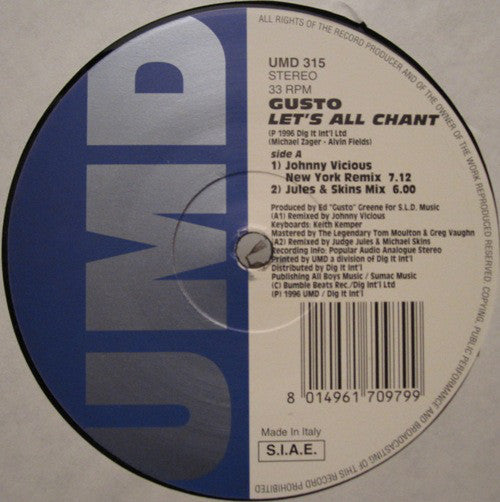 ALL RIGHTS OF THE RECORD PRODUCER AND OF THE OWNER OF THE WORK REPRODUCED RESERVED. COPYING, PUBLIC PERFORMANCE AND BROADCASTING OF THIS RECORD PROHIBITED
UMD
UMD 315
STEREO
33 RPM
GUSTO
LET'S ALL CHANT
(P 1996 Dig It Int'l Ltd
(Michael Zager - Alvin Fields)
side A
1) Johnny Vicious
New York Remix 7.12
2) Jules & Skins Mix 6.00
Produced by Ed "Gusto" Greene for S.L.D. Music
(A1) Remixed by Johnny Vicious
Keyboards: Keith Kemper
Mastered by The Legendary Tom Moulton & Greg Vaughn
(A2) Remixed by Judge Jules & Michael Skins
Recording Info: Popular Audio Analogue Stereo
Printed by UMD a division of Dig It Int'l
Distributed by Dig It Int'l
Publishing All Boys Music / Sumac Music
(C) Bumble Beats Rec./Dig Int'l Ltd
(P) 1996 UMD / Dig It Int'l
8 014961 709799
Made In Italy
S.I.A.E.